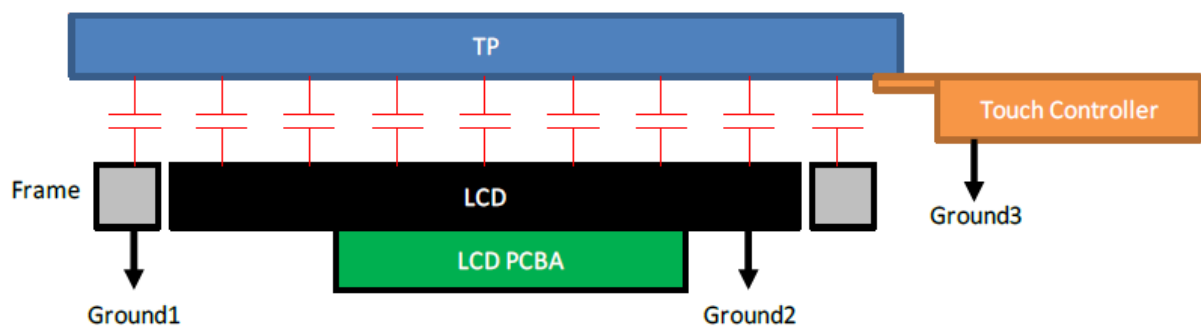 TP
Touch Controller
Frame
LCD
Ground3
LCD PCBA
Ground1
Ground2